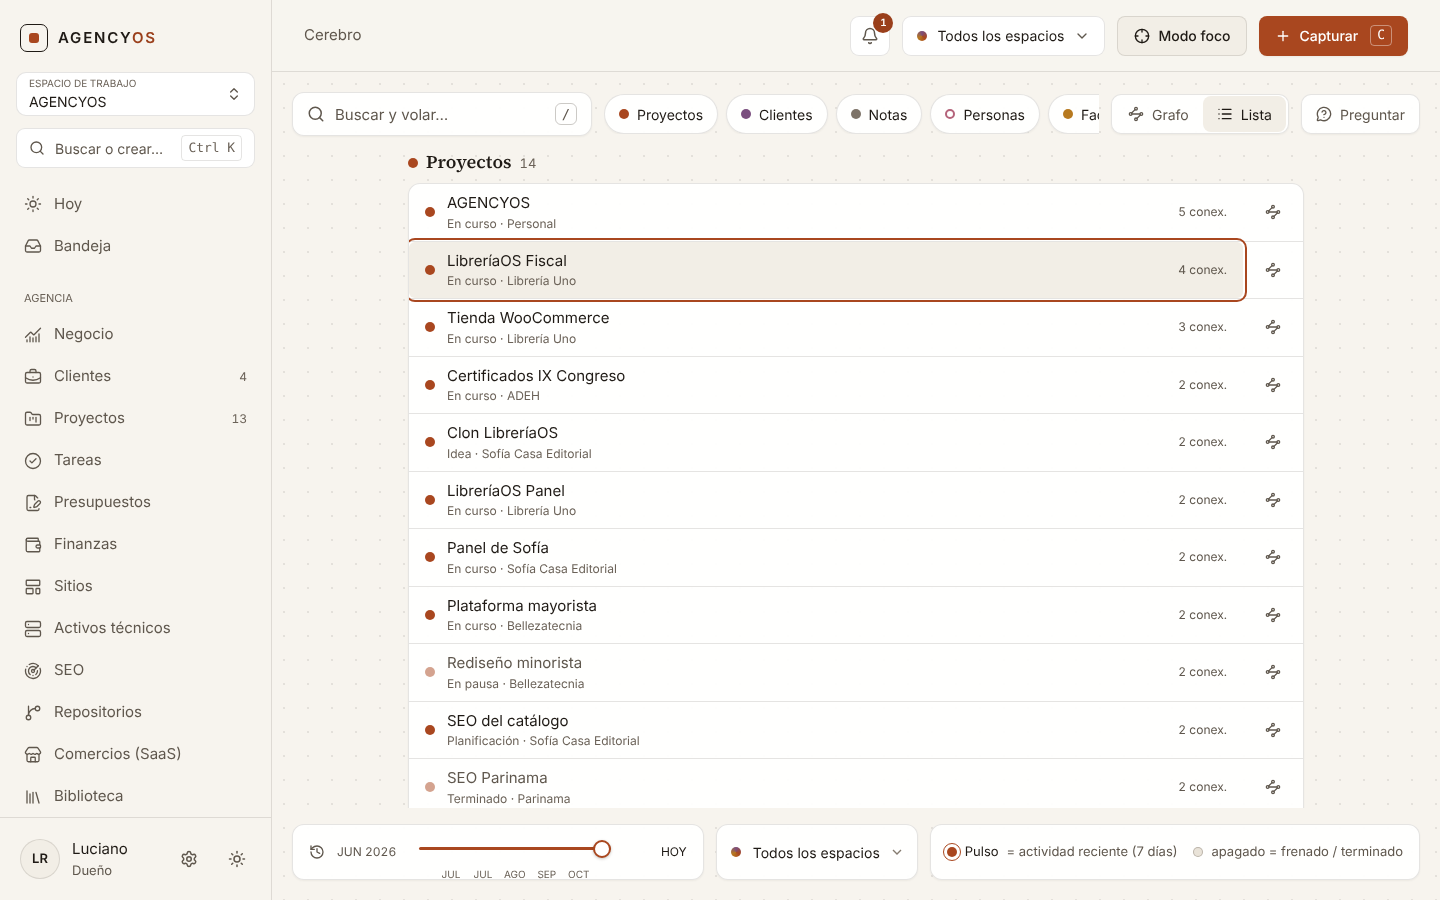 AGENCYOS
ESPACIO DE TRABAJO
AGENCYOS
Buscar o crear... Ctrl K
Hoy
Bandeja
AGENCIA
Negocio
Clientes 4
Proyectos 13
Tareas
Presupuestos
Finanzas
Sitios
Activos técnicos
SEO
Repositorios
Comercios (SaaS)
Biblioteca
LR
Luciano
Dueño
Cerebro
1
Todos los espacios
Modo foco
Capturar C
Buscar y volar... /
Proyectos
Clientes
Notas
Personas
Fac
Grafo
Lista
Preguntar
Proyectos 14
AGENCYOS
En curso · Personal
5 conex.
LibreríaOS Fiscal
En curso · Librería Uno
4 conex.
Tienda WooCommerce
En curso · Librería Uno
3 conex.
Certificados IX Congreso
En curso · ADEH
2 conex.
Clon LibreríaOS
Idea · Sofía Casa Editorial
2 conex.
LibreríaOS Panel
En curso · Librería Uno
2 conex.
Panel de Sofía
En curso · Sofía Casa Editorial
2 conex.
Plataforma mayorista
En curso · Bellezatecnia
2 conex.
Rediseño minorista
En pausa · Bellezatecnia
2 conex.
SEO del catálogo
Planificación · Sofía Casa Editorial
2 conex.
SEO Parinama
Terminado · Parinama
2 conex.
JUN 2026
HOY
JUL JUL AGO SEP OCT
Todos los espacios
Pulso = actividad reciente (7 días)
apagado = frenado / terminado